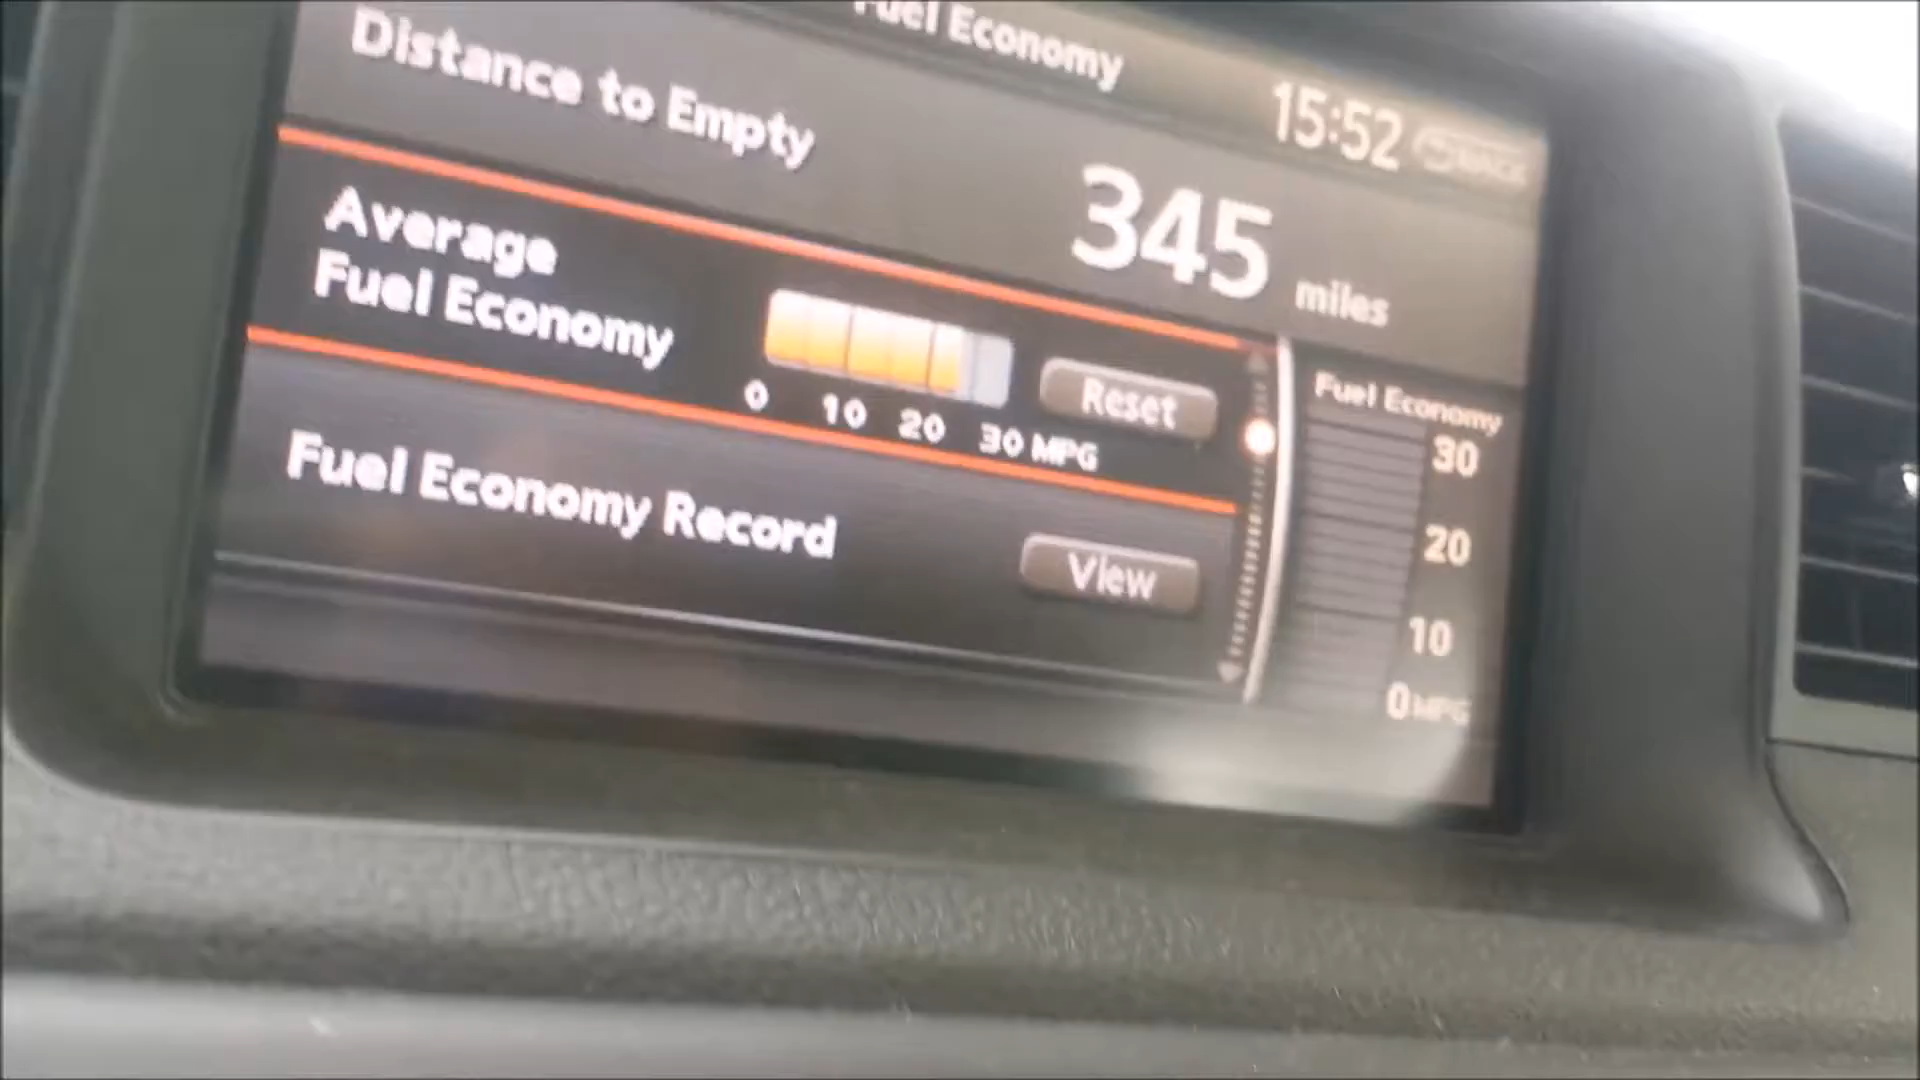 Fuel Economy
15:52
Distance to Empty
345 miles
Average
Fuel Economy
0 10 20 30 MPG
Reset
Fuel Economy Record
View
Fuel Economy
30
20
10
0 MPG